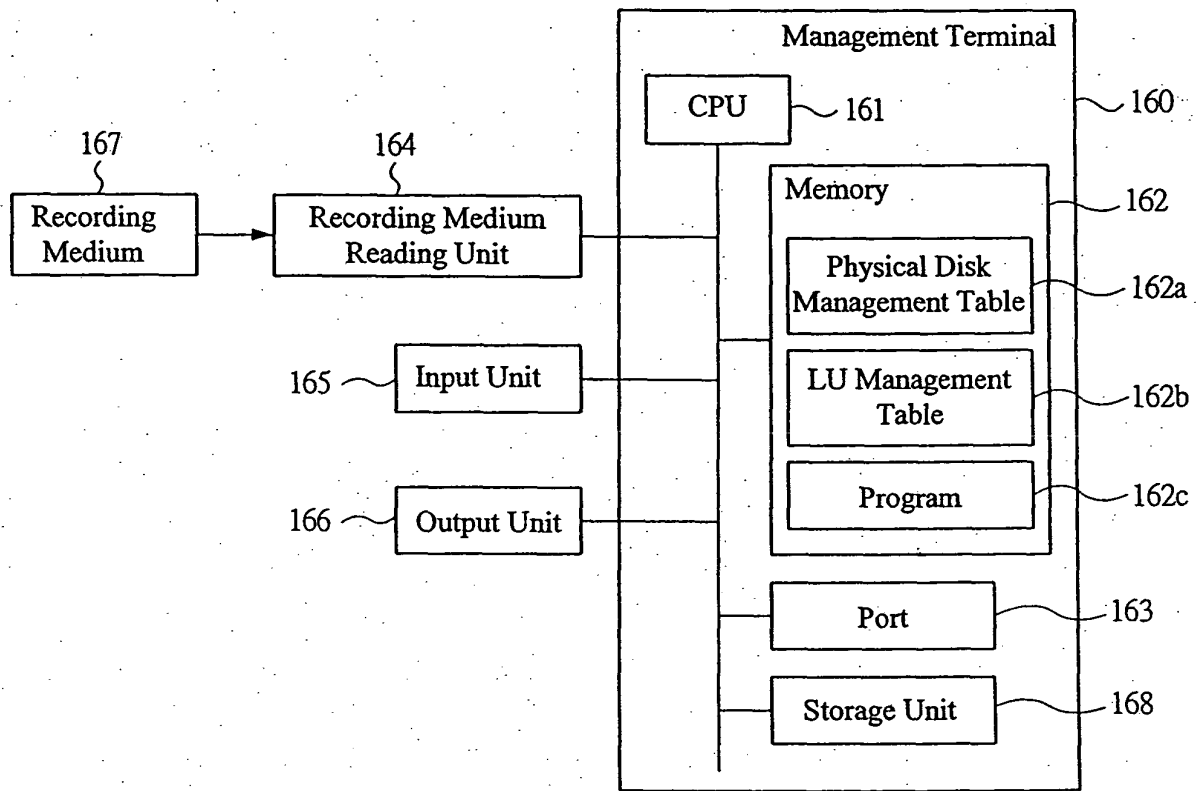 Management Terminal
160
CPU
161
167
164
Recording
Medium
Recording Medium
Reading Unit
Memory
162
Physical Disk
Management Table
162a
165
Input Unit
LU Management
Table
162b
166
Output Unit
Program
162c
Port
163
Storage Unit
168